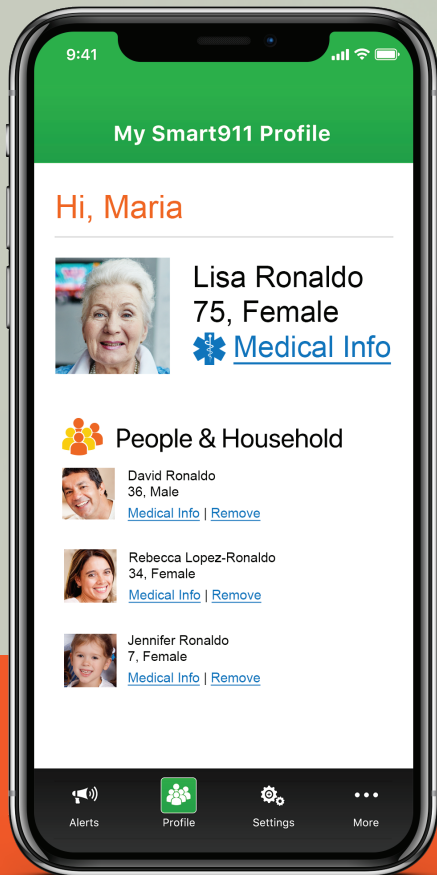 9:41
My Smart911 Profile
Hi, Maria
Lisa Ronaldo
75, Female
Medical Info
People & Household
David Ronaldo
36, Male
Medical Info | Remove
Rebecca Lopez-Ronaldo
34, Female
Medical Info | Remove
Jennifer Ronaldo
7, Female
Medical Info | Remove
Alerts Profile Settings More